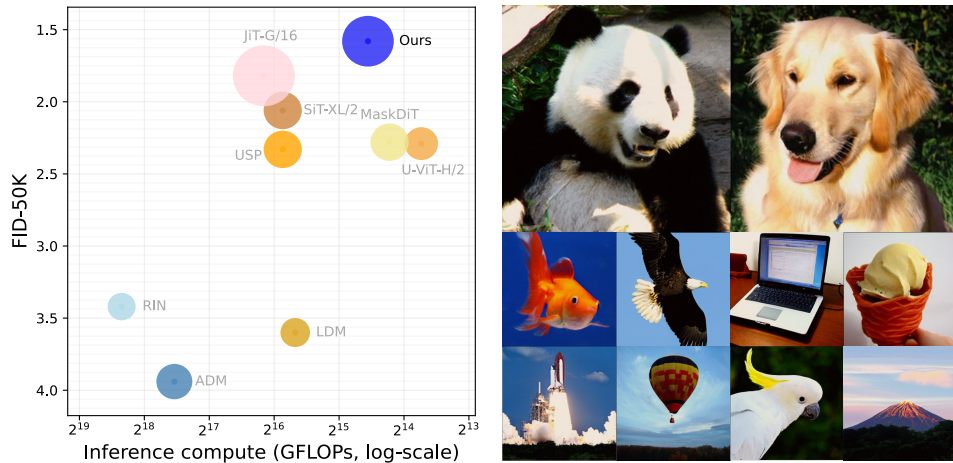 FID-50K
1.5
2.0
2.5
3.0
3.5
4.0
JiT-G/16
Ours
SiT-XL/2
MaskDiT
USP
U-ViT-H/2
RIN
LDM
ADM
2^19
2^18
2^17
2^16
2^15
2^14
2^13
Inference compute (GFLOPs, log-scale)